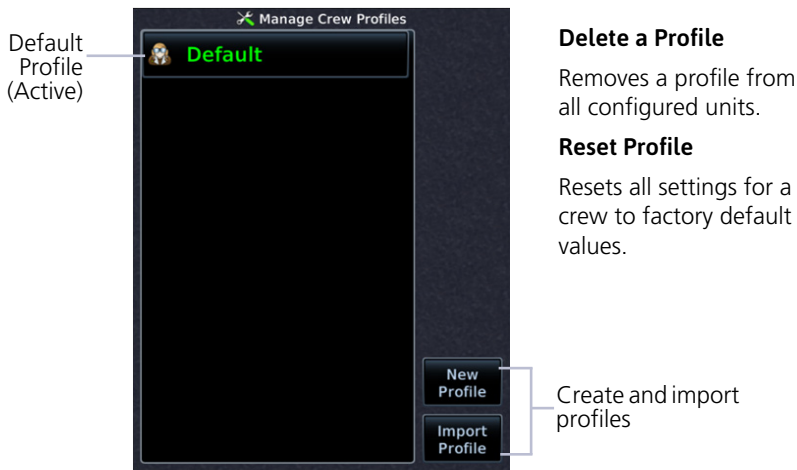 Manage Crew Profiles
Default
Profile
(Active)
Default
Delete a Profile
Removes a profile from
all configured units.
Reset Profile
Resets all settings for a
crew to factory default
values.
New
Profile
Import
Profile
Create and import
profiles